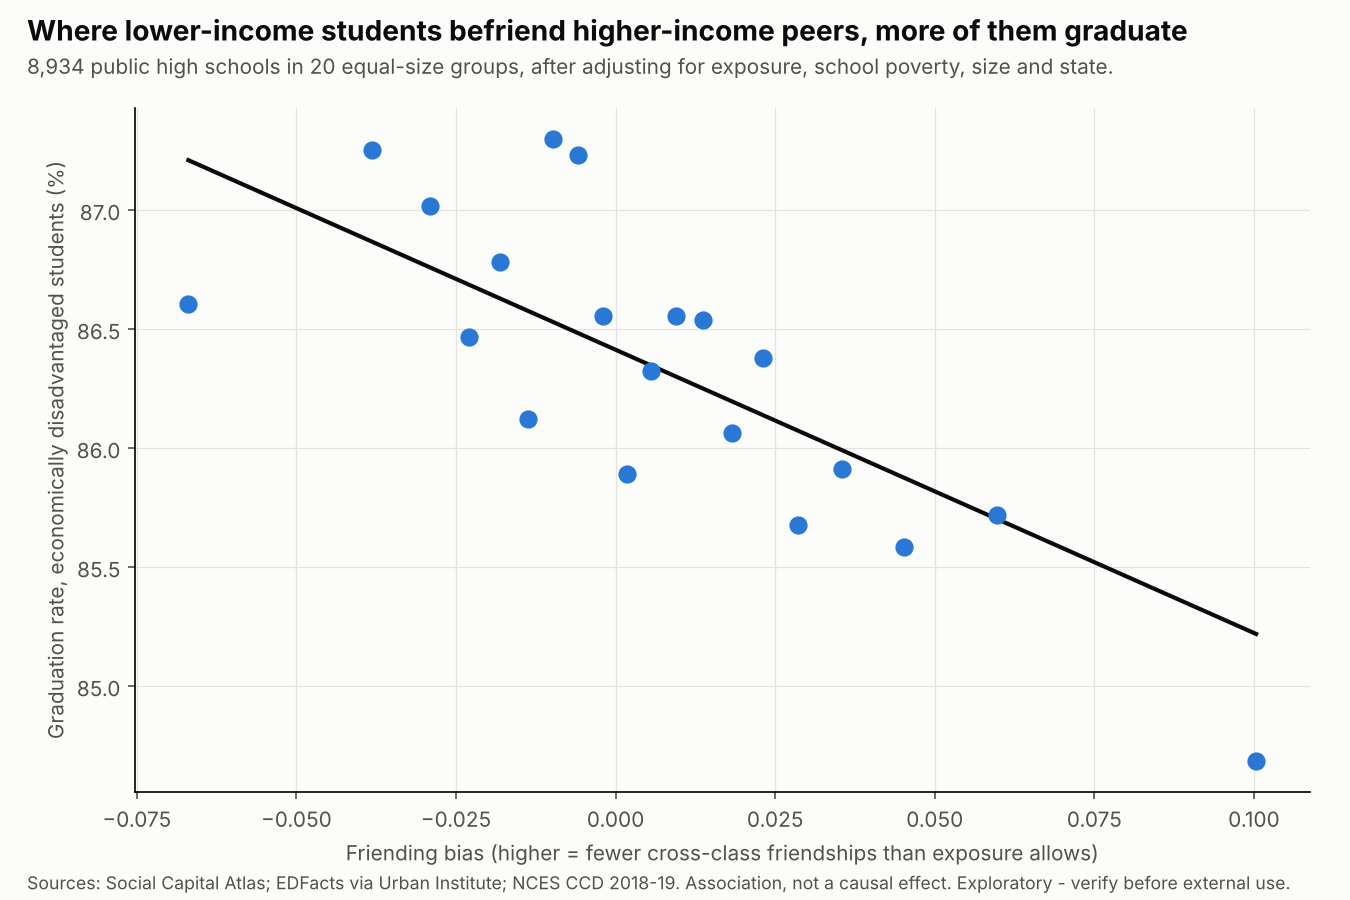 Where lower-income students befriend higher-income peers, more of them graduate
8,934 public high schools in 20 equal-size groups, after adjusting for exposure, school poverty, size and state.
Graduation rate, economically disadvantaged students (%)
87.0
86.5
86.0
85.5
85.0
−0.075 −0.050 −0.025 0.000 0.025 0.050 0.075 0.100
Friending bias (higher = fewer cross-class friendships than exposure allows)
Sources: Social Capital Atlas; EDFacts via Urban Institute; NCES CCD 2018-19. Association, not a causal effect. Exploratory - verify before external use.